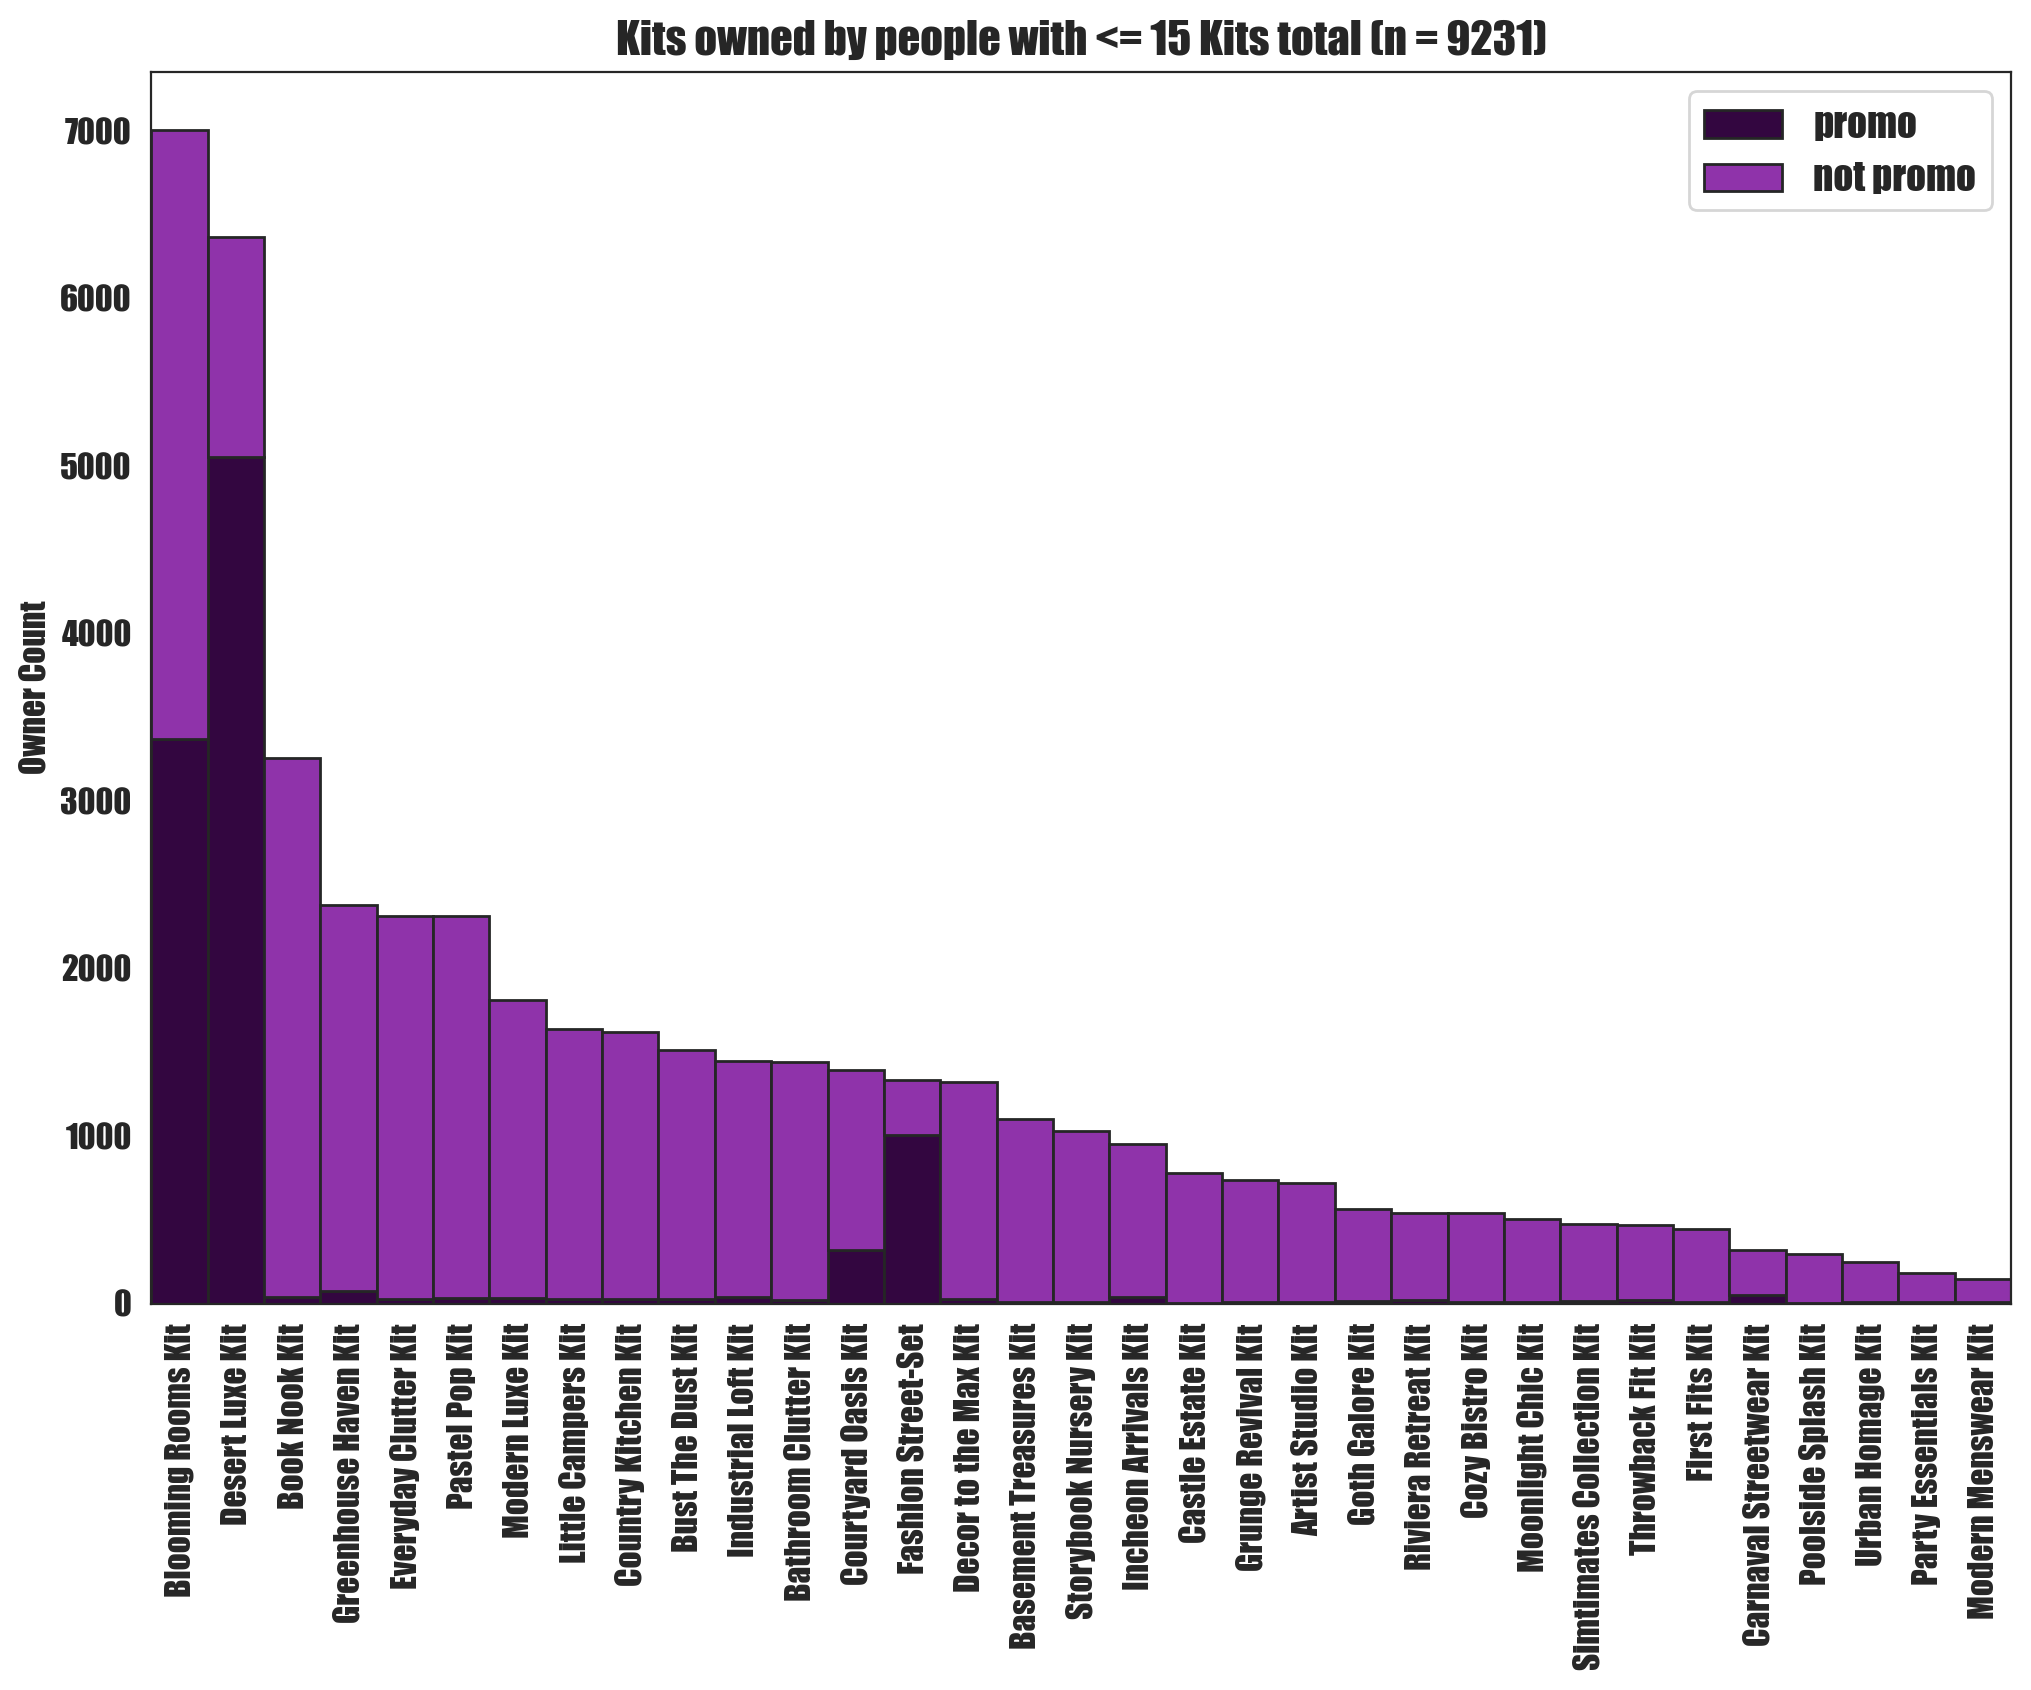 Kits owned by people with <= 15 Kits total (n = 9231)
promo
not promo
Owner Count
7000
6000
5000
4000
3000
2000
1000
0
Blooming Rooms Kit
Desert Luxe Kit
Book Nook Kit
Greenhouse Haven Kit
Everyday Clutter Kit
Pastel Pop Kit
Modern Luxe Kit
Little Campers Kit
Country Kitchen Kit
Bust The Dust Kit
Industrial Loft Kit
Bathroom Clutter Kit
Courtyard Oasis Kit
Fashion Street-Set
Decor to the Max Kit
Basement Treasures Kit
Storybook Nursery Kit
Incheon Arrivals Kit
Castle Estate Kit
Grunge Revival Kit
Artist Studio Kit
Goth Galore Kit
Riviera Retreat Kit
Cozy Bistro Kit
Moonlight Chic Kit
Simtimates Collection Kit
Throwback Fit Kit
First Fits Kit
Carnaval Streetwear Kit
Poolside Splash Kit
Urban Homage Kit
Party Essentials Kit
Modern Menswear Kit